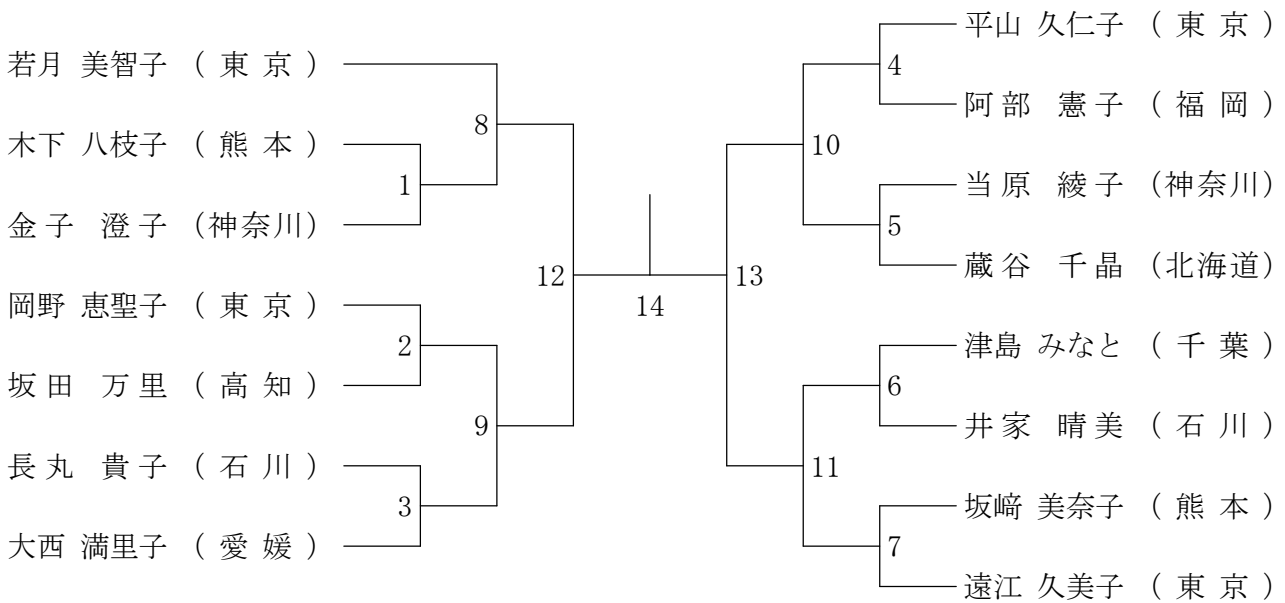 若月 美智子 ( 東 京 )
木下 八枝子 ( 熊 本 )
金 子 澄 子 (神奈川)
岡野 恵聖子 ( 東 京 )
坂 田 万 里 ( 高 知 )
長 丸 貴 子 ( 石 川 )
大西 満里子 ( 愛 媛 )
1
2
3
8
9
12
14
13
10
11
4
5
6
7
平山 久仁子 ( 東 京 )
阿 部 憲 子 ( 福 岡 )
当 原 綾 子 (神奈川)
蔵 谷 千 晶 (北海道)
津島 みなと ( 千 葉 )
井 家 晴 美 ( 石 川 )
坂﨑 美奈子 ( 熊 本 )
遠江 久美子 ( 東 京 )